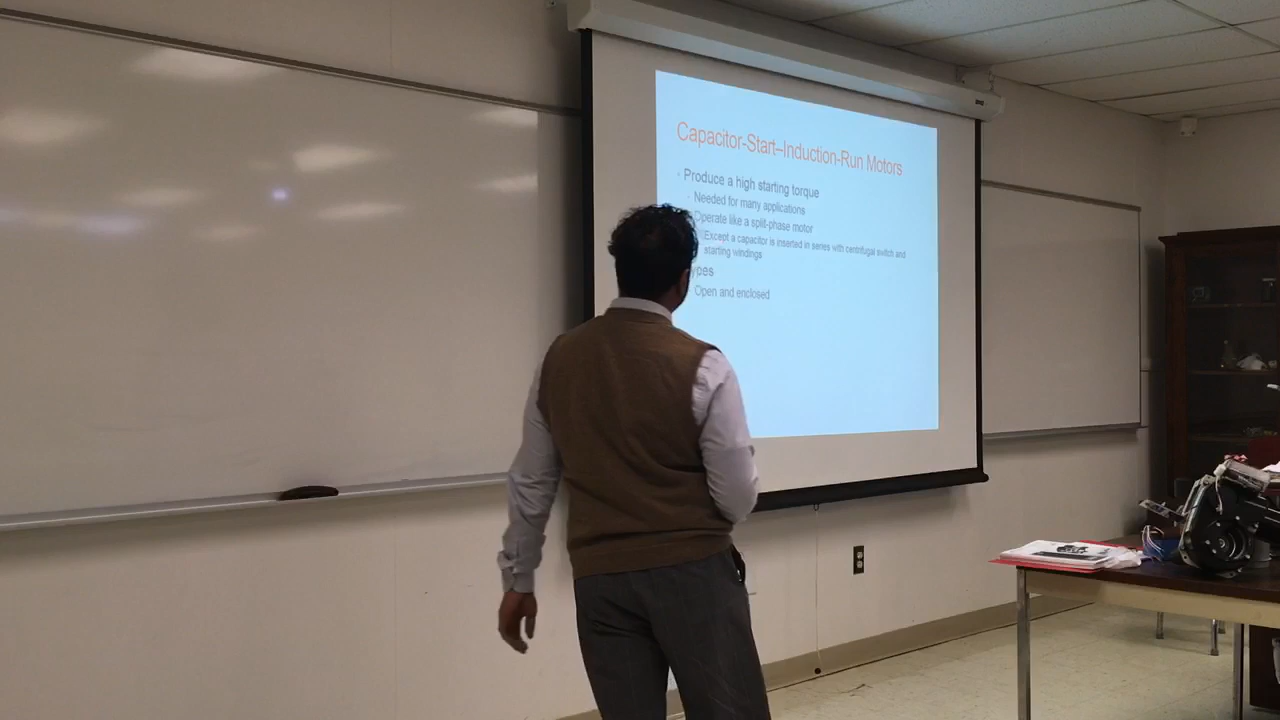 Capacitor-Start–Induction-Run Motors
Produce a high starting torque
Needed for many applications
Operate like a split-phase motor
Except a capacitor is inserted in series with centrifugal switch and
starting windings
ypes
Open and enclosed